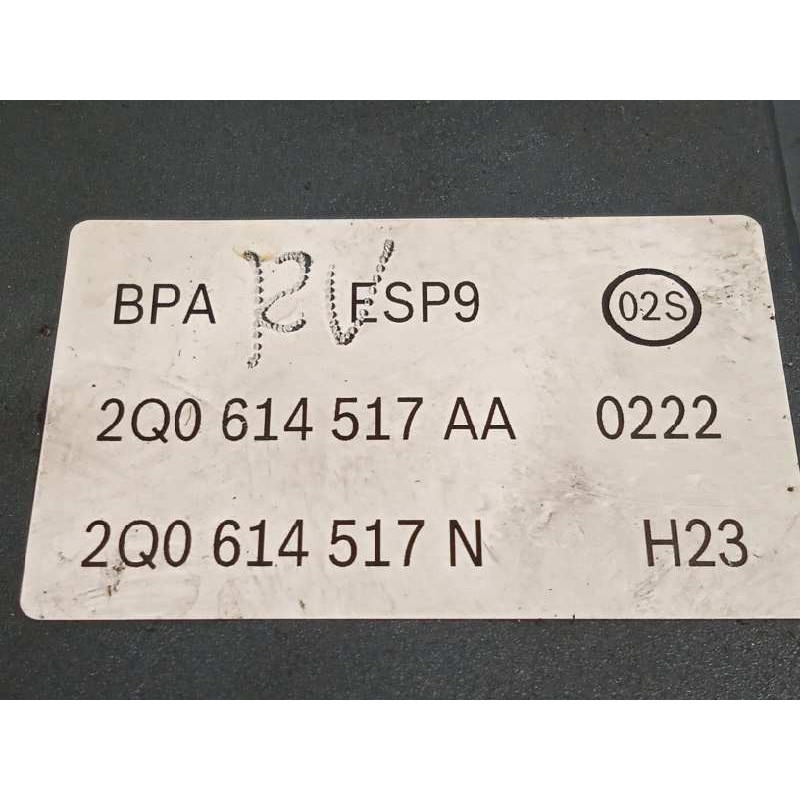 BPA RV ESP9 02S
2Q0 614 517 AA 0222
2Q0 614 517 N H23